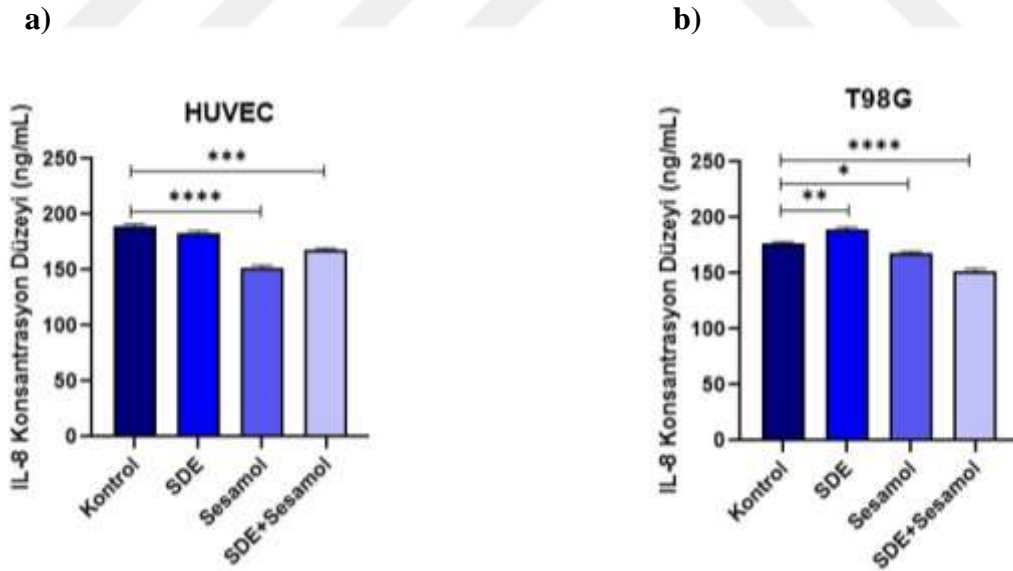 a)
HUVEC
IL-8 Konsantrasyon Düzeyi (ng/mL)
250
200
150
100
50
0
***
****
Kontrol
SDE
Sesamol
SDE+Sesamol
b)
T98G
IL-8 Konsantrasyon Düzeyi (ng/mL)
250
200
150
100
50
0
****
*
**
Kontrol
SDE
Sesamol
SDE+Sesamol